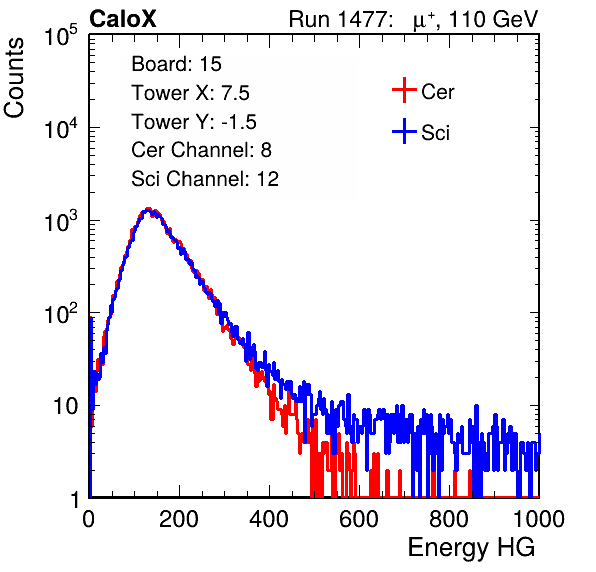 CaloX Run 1477: μ⁺, 110 GeV
Counts
10⁵
10⁴
10³
10²
10
1
Board: 15
Tower X: 7.5
Tower Y: -1.5
Cer Channel: 8
Sci Channel: 12
Cer
Sci
0 200 400 600 800 1000
Energy HG